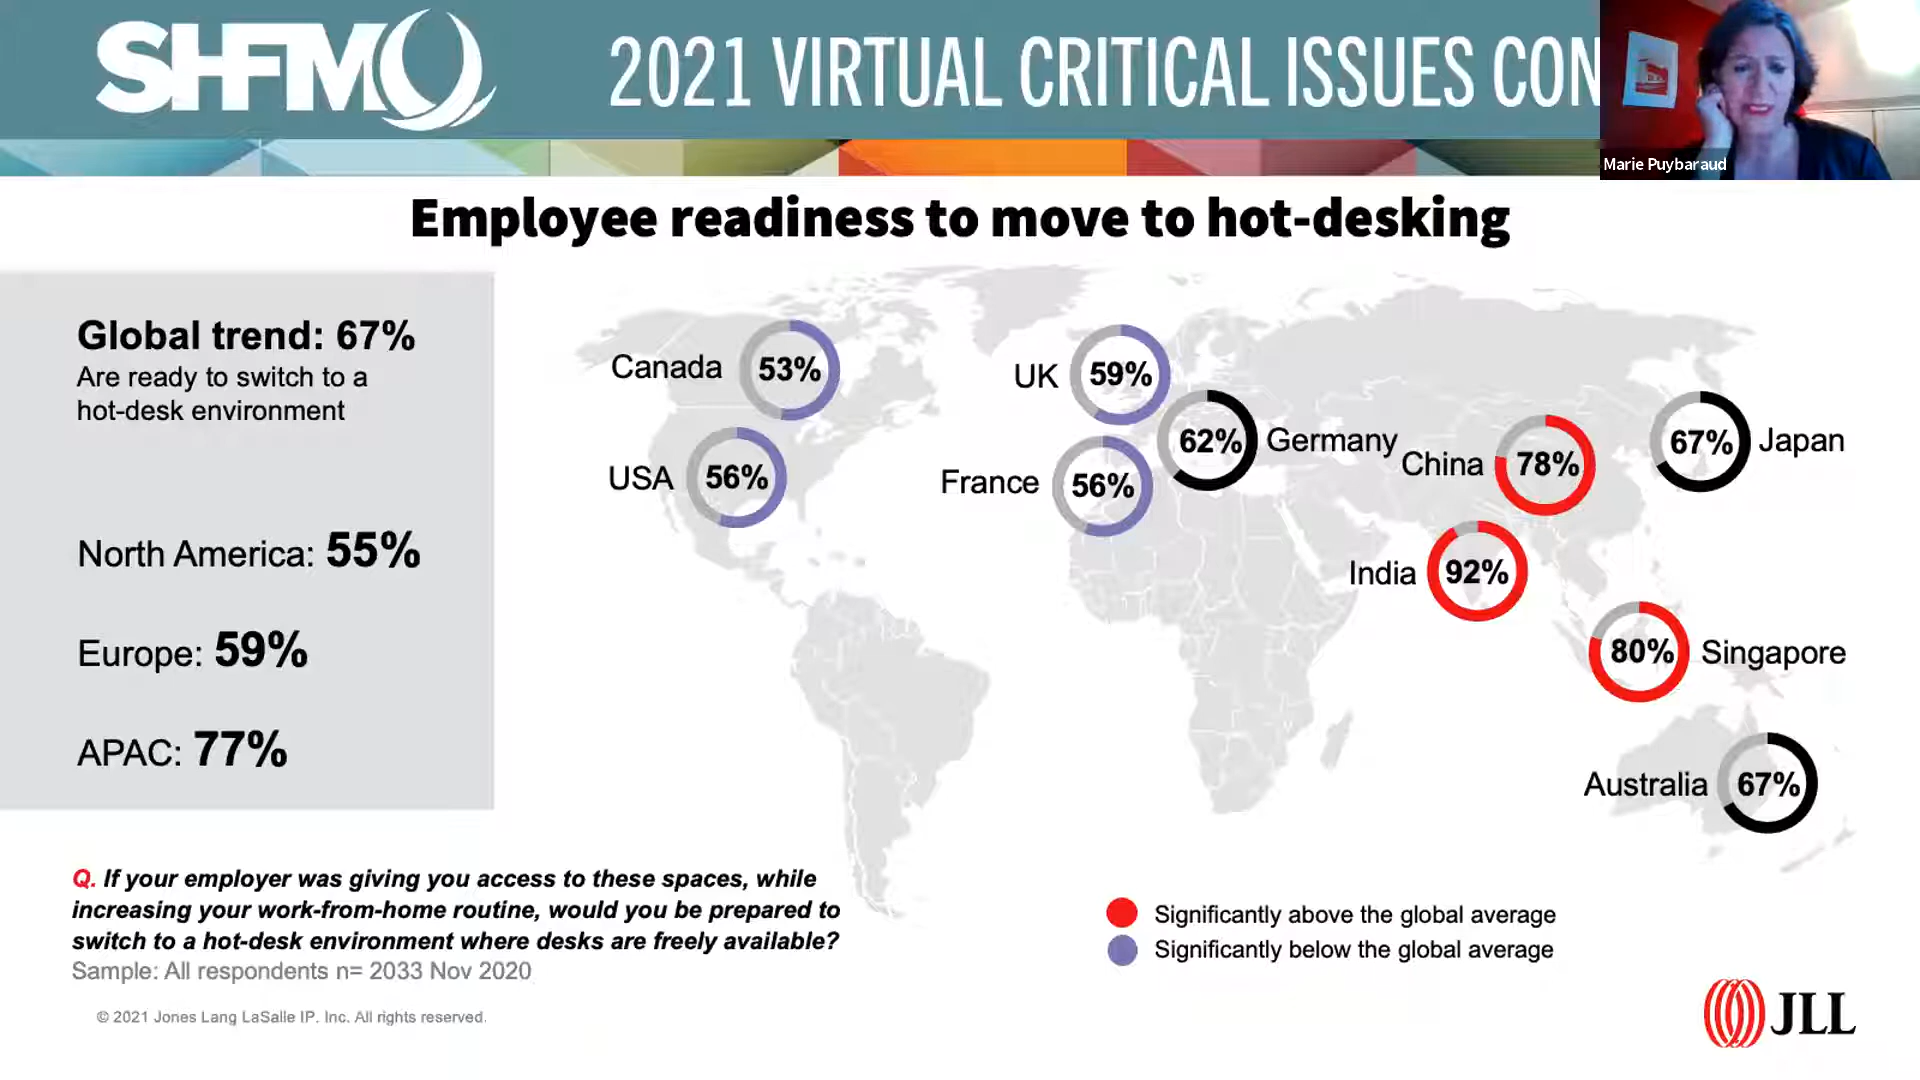 SHFM
2021 VIRTUAL CRITICAL ISSUES CON
Marie Puybaraud
Employee readiness to move to hot-desking
Global trend: 67%
Are ready to switch to a
hot-desk environment
North America: 55%
Europe: 59%
APAC: 77%
Canada 53%
USA 56%
UK 59%
France 56%
62% Germany
China 78%
67% Japan
India 92%
80% Singapore
Australia 67%
Q. If your employer was giving you access to these spaces, while
increasing your work-from-home routine, would you be prepared to
switch to a hot-desk environment where desks are freely available?
Sample: All respondents n= 2033 Nov 2020
Significantly above the global average
Significantly below the global average
© 2021 Jones Lang LaSalle IP. Inc. All rights reserved.
JLL